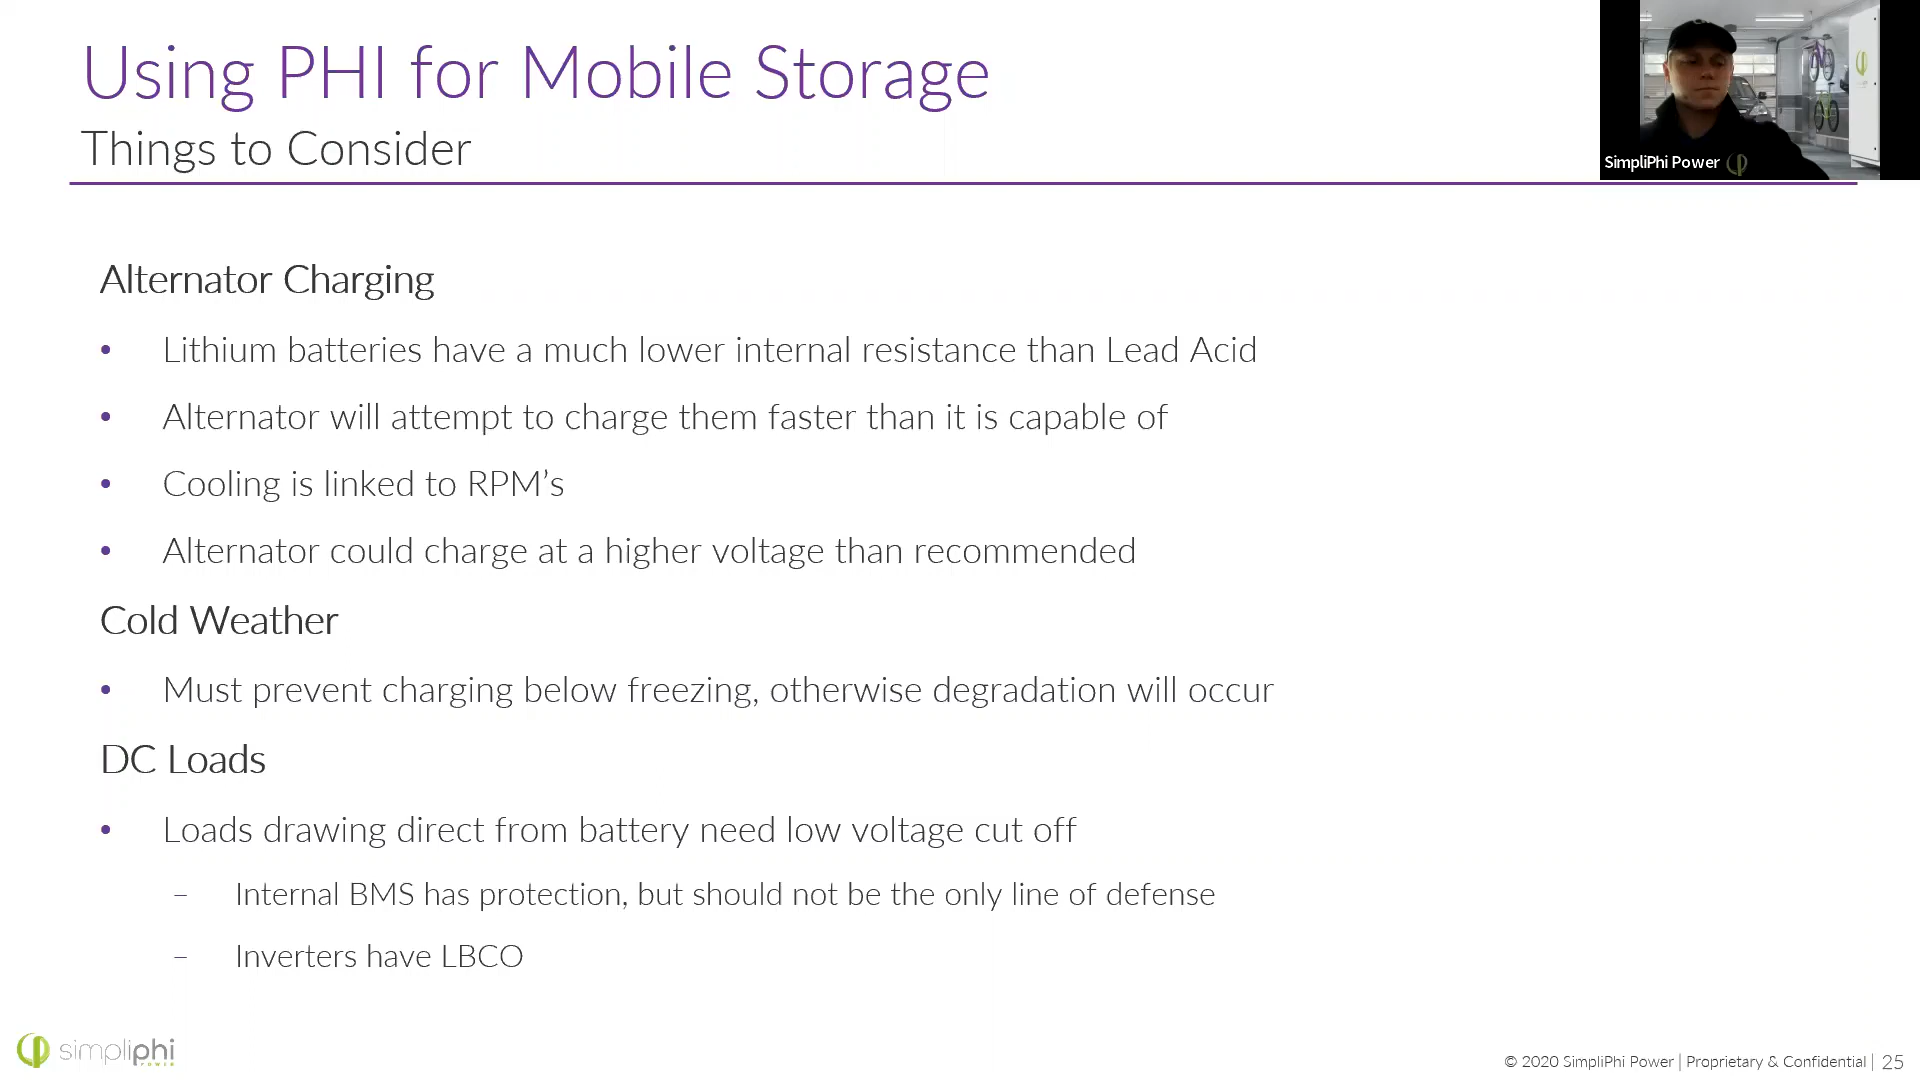 Using PHI for Mobile Storage
Things to Consider
SimpliPhi Power
Alternator Charging
• Lithium batteries have a much lower internal resistance than Lead Acid
• Alternator will attempt to charge them faster than it is capable of
• Cooling is linked to RPM’s
• Alternator could charge at a higher voltage than recommended
Cold Weather
• Must prevent charging below freezing, otherwise degradation will occur
DC Loads
• Loads drawing direct from battery need low voltage cut off
– Internal BMS has protection, but should not be the only line of defense
– Inverters have LBCO
simpliphi
POWER
© 2020 SimpliPhi Power | Proprietary & Confidential | 25